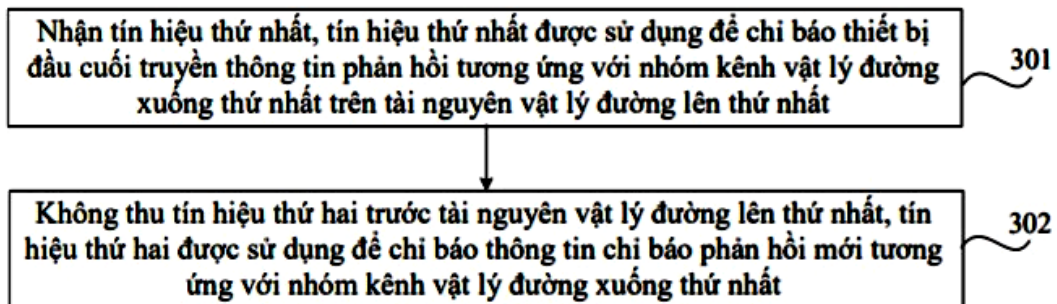 Nhận tín hiệu thứ nhất, tín hiệu thứ nhất được sử dụng để chỉ báo thiết bị
đầu cuối truyền thông tin phản hồi tương ứng với nhóm kênh vật lý đường
xuống thứ nhất trên tài nguyên vật lý đường lên thứ nhất
301
Không thu tín hiệu thứ hai trước tài nguyên vật lý đường lên thứ nhất, tín
hiệu thứ hai được sử dụng để chỉ báo thông tin chỉ báo phản hồi mới tương
ứng với nhóm kênh vật lý đường xuống thứ nhất
302